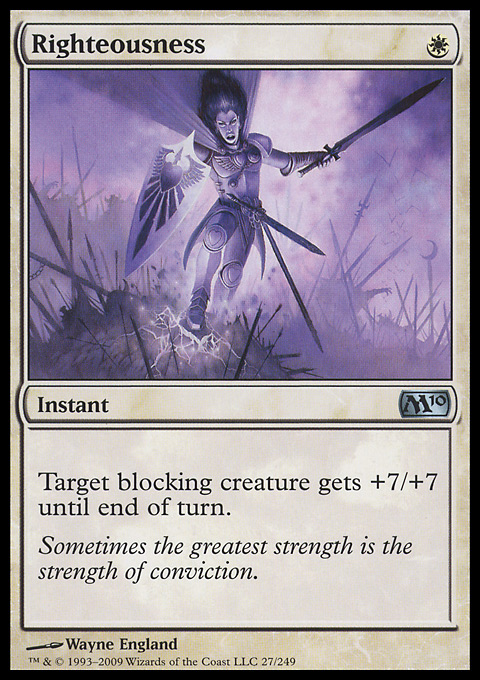 Righteousness
Instant
M10
Target blocking creature gets +7/+7
until end of turn.
Sometimes the greatest strength is the
strength of conviction.
Wayne England
™ & © 1993–2009 Wizards of the Coast LLC 27/249